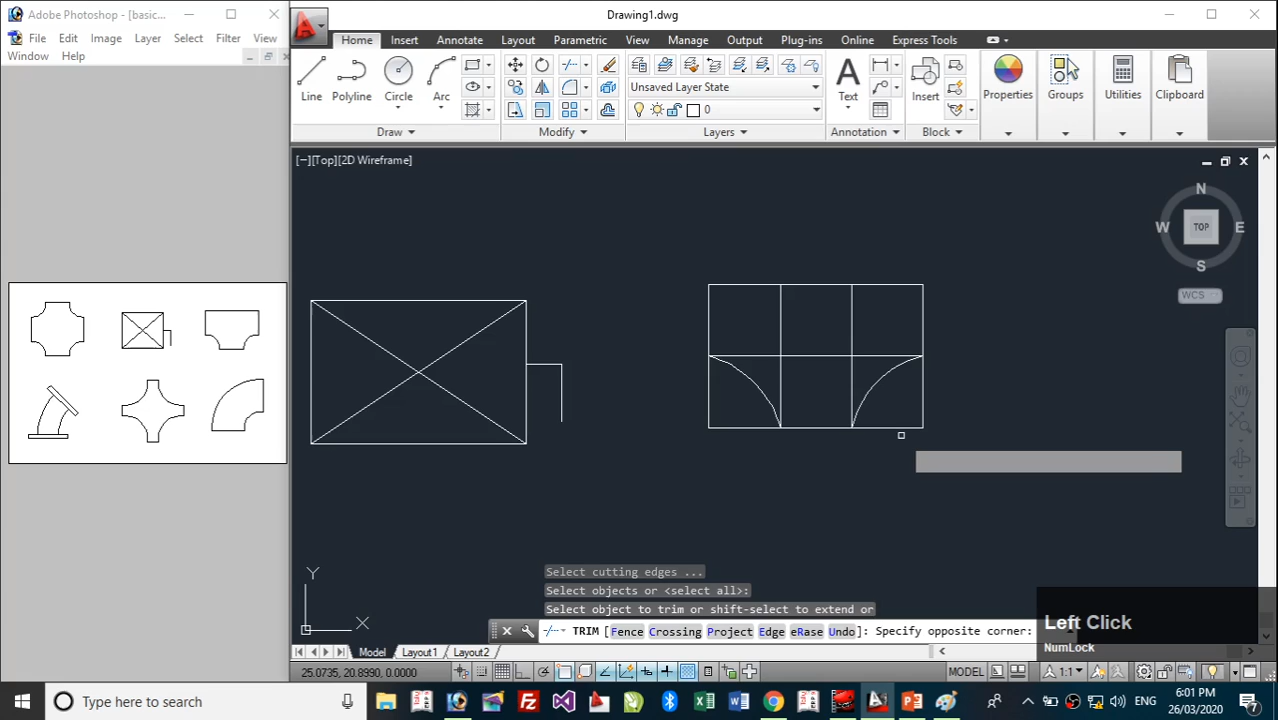 Adobe Photoshop - [basic...
File Edit Image Layer Select Filter View
Window Help
Drawing1.dwg
Home Insert Annotate Layout Parametric View Manage Output Plug-ins Online Express Tools
Line Polyline Circle Arc
Draw
Modify
Unsaved Layer State
0
Layers
Text
Annotation
Insert
Block
Properties
Groups
Utilities
Clipboard
[−][Top][2D Wireframe]
N
W TOP E
S
WCS
Y
X
Select cutting edges ...
Select objects or <select all>:
Select object to trim or shift-select to extend or
TRIM [Fence Crossing Project Edge eRase Undo]: Specify opposite corner:
Left Click
NumLock
Model Layout1 Layout2
25.0735, 20.8990, 0.0000
MODEL
1:1
Type here to search
ENG
6:01 PM
26/03/2020
7